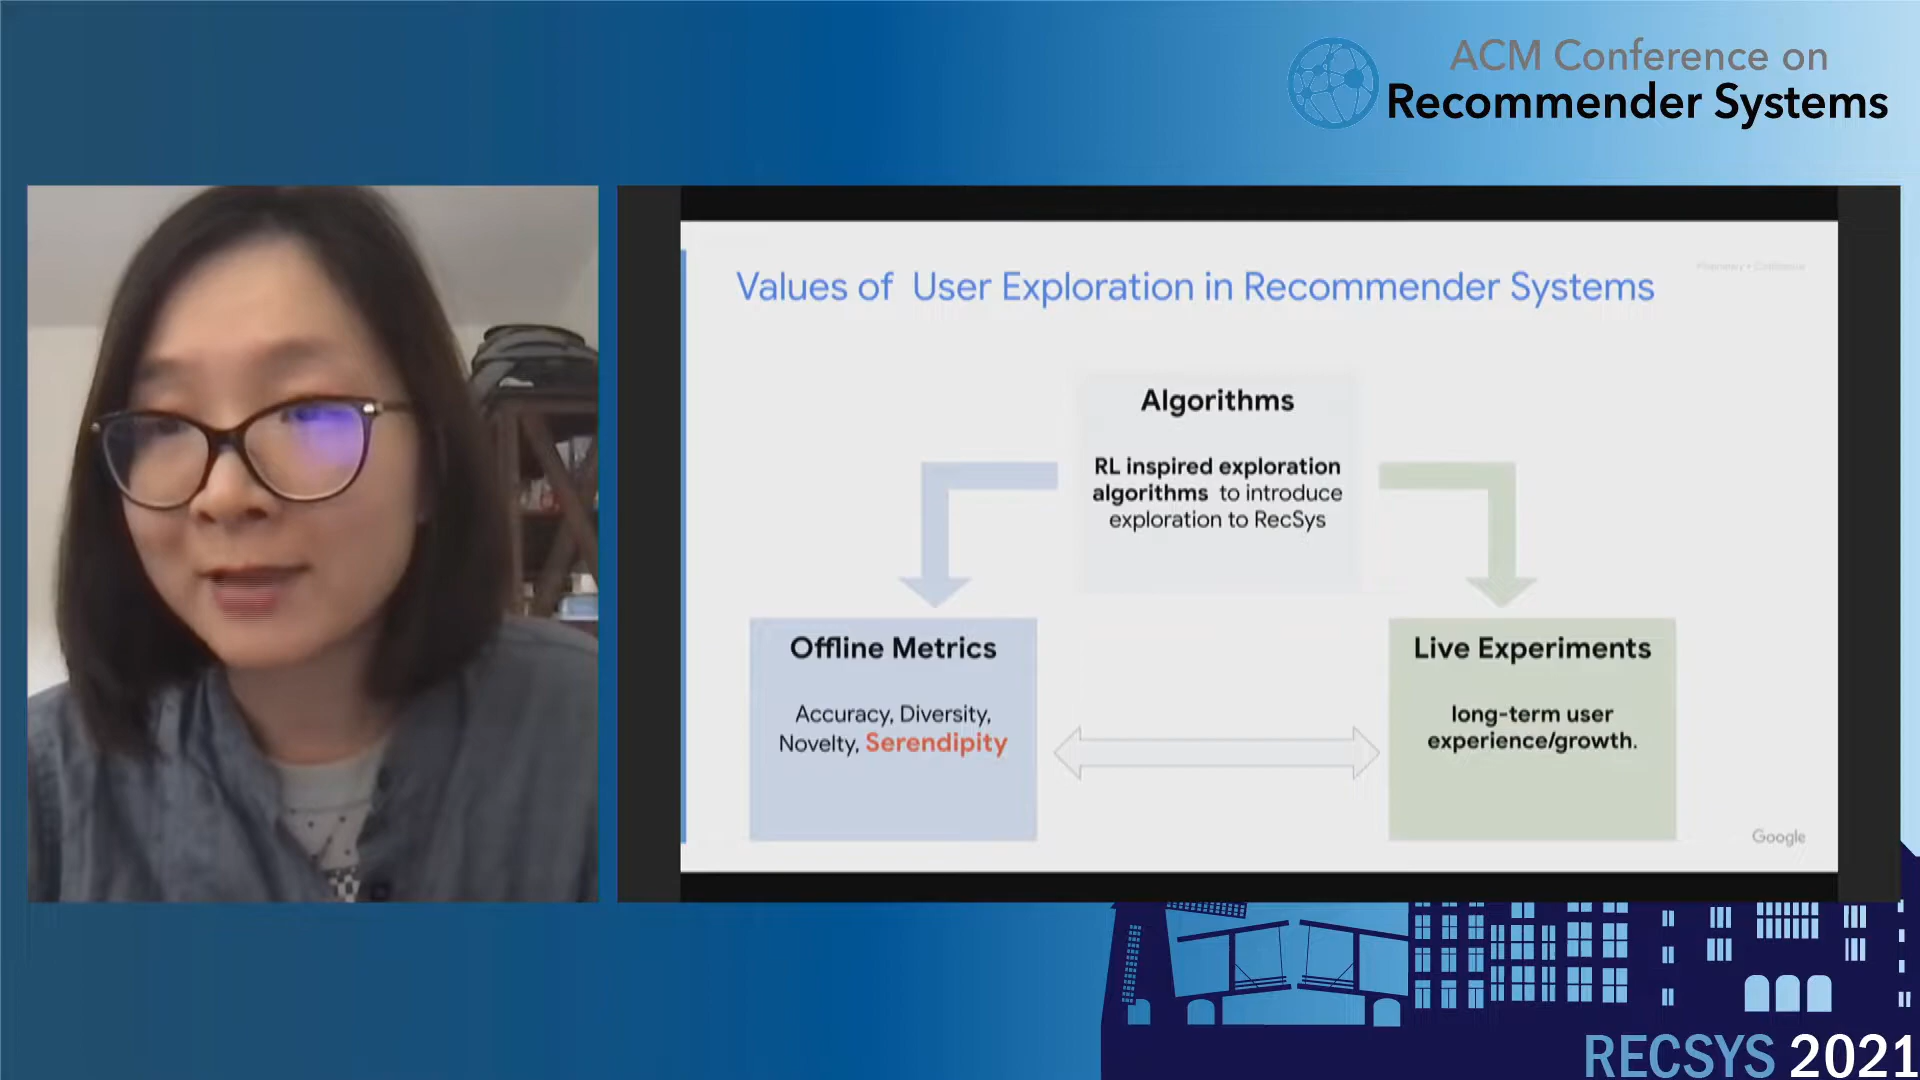 ACM Conference on
Recommender Systems
Values of User Exploration in Recommender Systems
Algorithms
RL inspired exploration
algorithms to introduce
exploration to RecSys
Offline Metrics
Accuracy, Diversity,
Novelty, Serendipity
Live Experiments
long-term user
experience/growth.
Google
RECSYS 2021